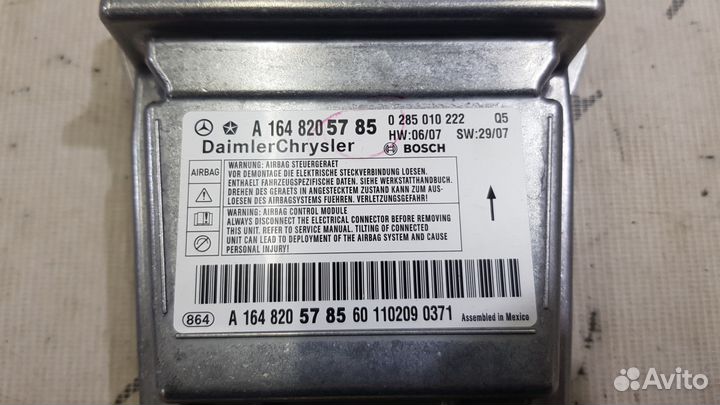 A 164 820 57 85 0 285 010 222 Q5
DaimlerChrysler BOSCH HW:06/07 SW:29/07
AIRBAG
WARNUNG: AIRBAG STEUERGERAET
VOR DEMONTAGE DIE ELEKTRISCHE STECKVERBINDUNG LOESEN.
ENTHAELT FAHRZEUGSPEZIFISCHE DATEN. SIEHE WERKSTATTHANDBUCH.
DREHEN DES GERAETS IN ANGESTECKTEM ZUSTAND KANN ZUM AUS-
LOESEN DES AIRBAGSYSTEMS FUEHREN. VERLETZUNGSGEFAHR!
WARNING: AIRBAG CONTROL MODULE
ALWAYS DISCONNECT THE ELECTRICAL CONNECTOR BEFORE REMOVING
THIS UNIT. REFER TO SERVICE MANUAL. TILTING OF CONNECTED
UNIT CAN LEAD TO DEPLOYMENT OF THE AIRBAG SYSTEM AND CAUSE
PERSONAL INJURY!
864 A 164 820 57 85 60 110209 0371 Assembled in Mexico
Avito